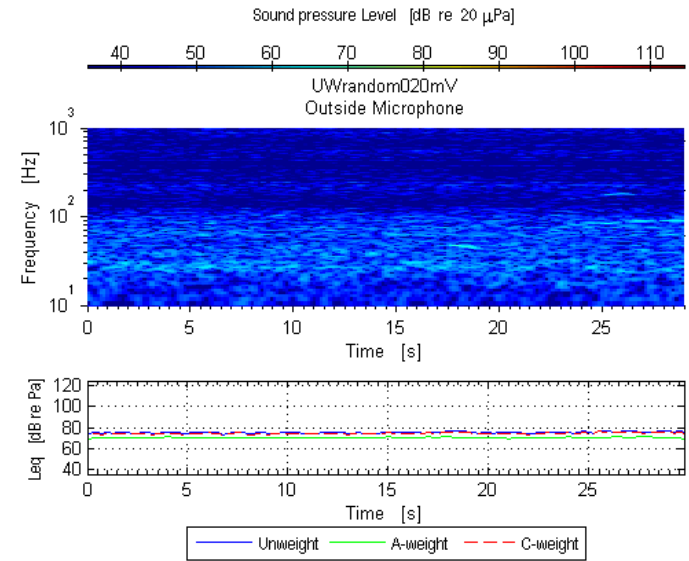 Sound pressure Level [dB re 20 μPa]
40 50 60 70 80 90 100 110
UWrandom020mV
Outside Microphone
10³
10²
10¹
Frequency [Hz]
0 5 10 15 20 25
Time [s]
120
100
80
60
40
Leq [dB re Pa]
0 5 10 15 20 25
Time [s]
Unweight A-weight C-weight